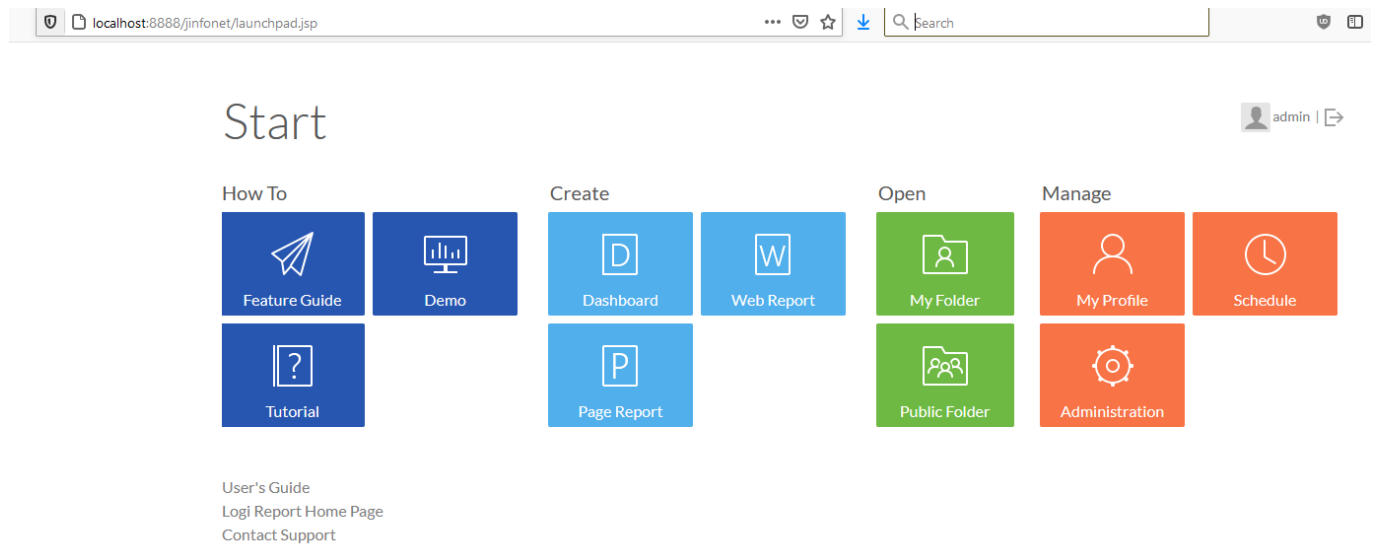 localhost:8888/jinfonet/launchpad.jsp
Search
Start
admin |
How To
Create
Open
Manage
Feature Guide
Demo
D
Dashboard
W
Web Report
My Folder
My Profile
Schedule
?
Tutorial
P
Page Report
Public Folder
Administration
User's Guide
Logi Report Home Page
Contact Support